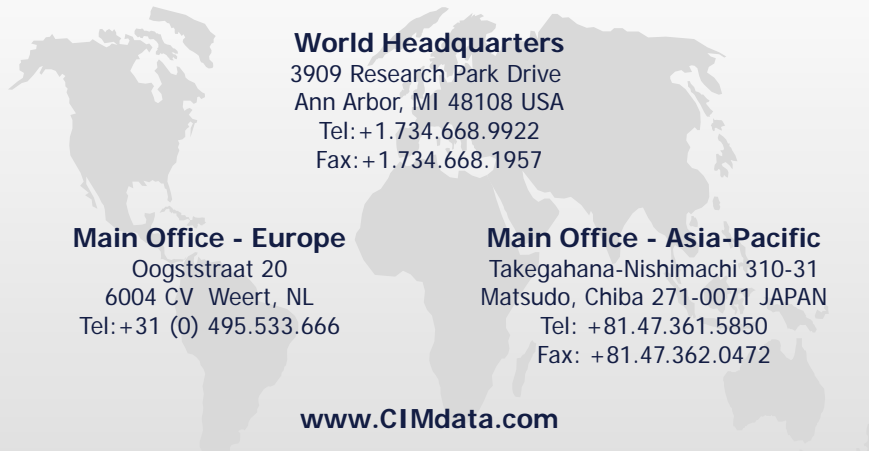 World Headquarters
3909 Research Park Drive
Ann Arbor, MI 48108 USA
Tel:+1.734.668.9922
Fax:+1.734.668.1957
Main Office - Europe
Oogststraat 20
6004 CV  Weert, NL
Tel:+31 (0) 495.533.666
Main Office - Asia-Pacific
Takegahana-Nishimachi 310-31
Matsudo, Chiba 271-0071 JAPAN
Tel: +81.47.361.5850
Fax: +81.47.362.0472
www.CIMdata.com